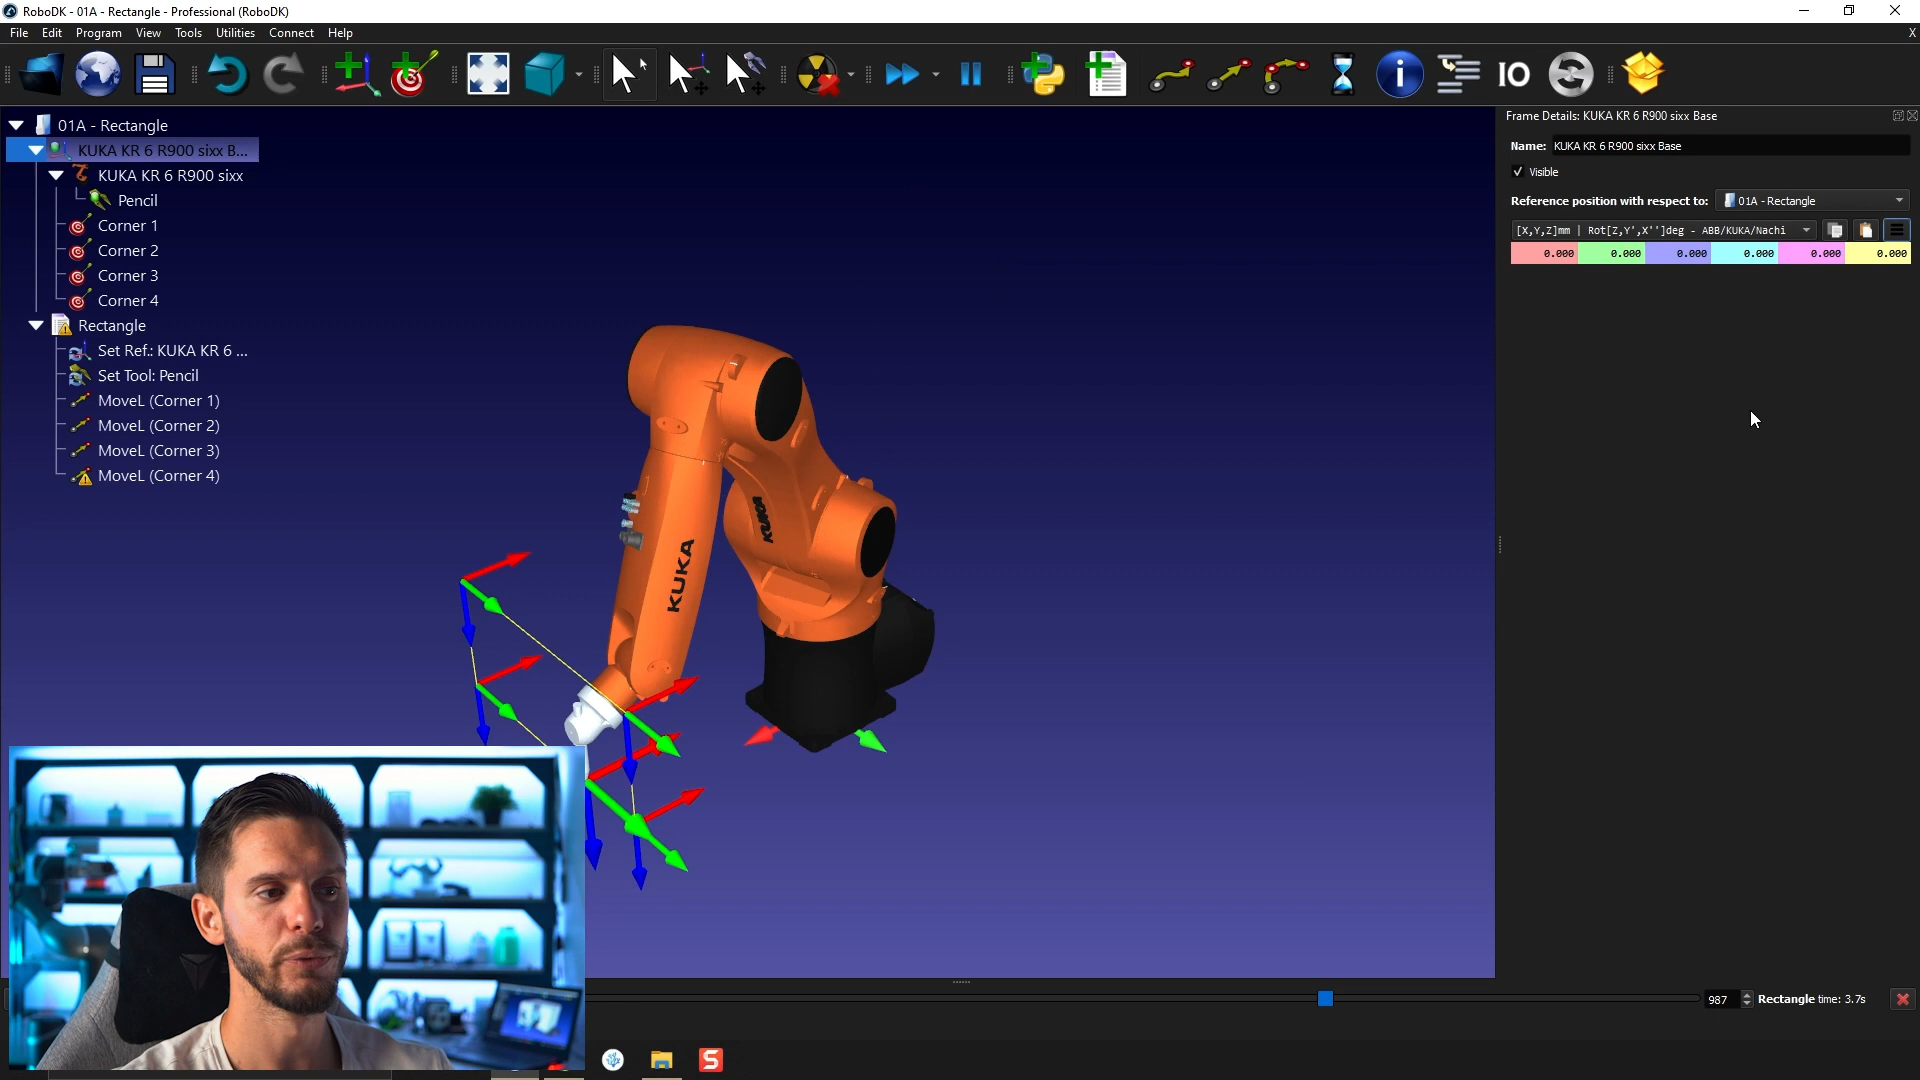 RoboDK - 01A - Rectangle - Professional (RoboDK)
File Edit Program View Tools Utilities Connect Help X
IO
01A - Rectangle
KUKA KR 6 R900 sixx B...
KUKA KR 6 R900 sixx
Pencil
Corner 1
Corner 2
Corner 3
Corner 4
Rectangle
Set Ref.: KUKA KR 6 ...
Set Tool: Pencil
MoveL (Corner 1)
MoveL (Corner 2)
MoveL (Corner 3)
MoveL (Corner 4)
KUKA
KUKA
Frame Details: KUKA KR 6 R900 sixx Base
Name: KUKA KR 6 R900 sixx Base
Visible
Reference position with respect to: 01A - Rectangle
[X,Y,Z]mm | Rot[Z,Y',X'']deg - ABB/KUKA/Nachi
0.000 0.000 0.000 0.000 0.000 0.000
987 Rectangle time: 3.7s
S